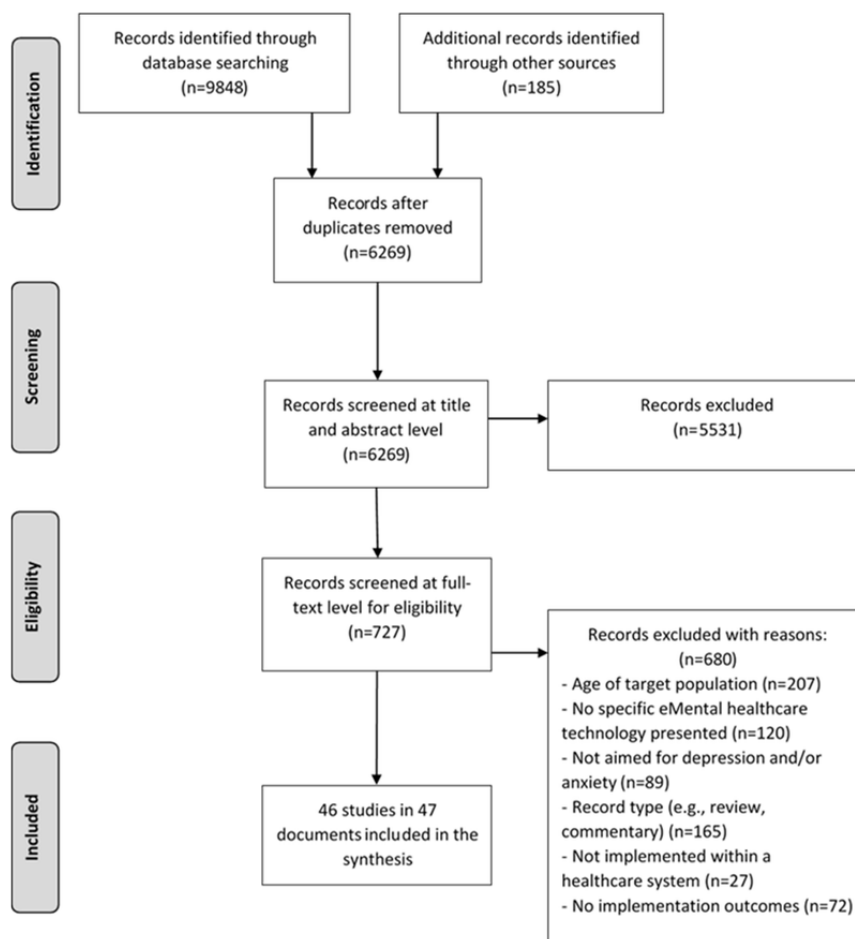 Identification
Records identified through
database searching
(n=9848)
Additional records identified
through other sources
(n=185)
Records after
duplicates removed
(n=6269)
Screening
Records screened at title
and abstract level
(n=6269)
Records excluded
(n=5531)
Eligibility
Records screened at full-
text level for eligibility
(n=727)
Records excluded with reasons:
(n=680)
- Age of target population (n=207)
- No specific eMental healthcare
technology presented (n=120)
- Not aimed for depression and/or
anxiety (n=89)
- Record type (e.g., review,
commentary) (n=165)
- Not implemented within a
healthcare system (n=27)
- No implementation outcomes (n=72)
Included
46 studies in 47
documents included in the
synthesis